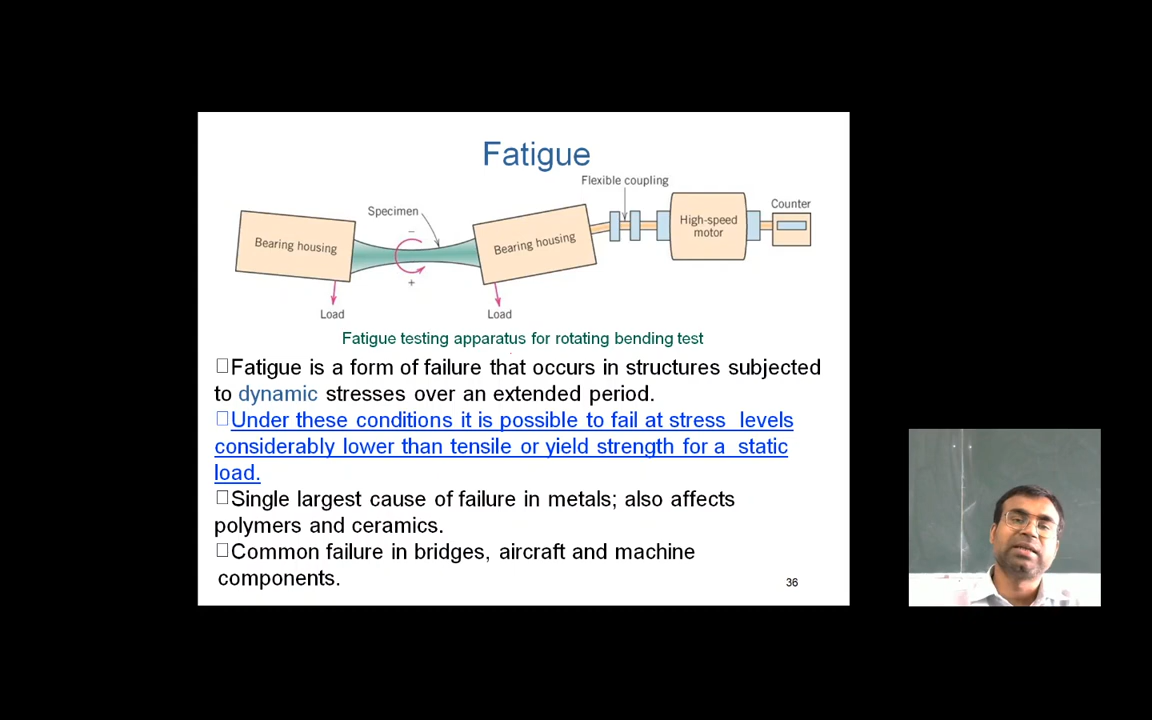 Fatigue
Flexible coupling
Specimen
Counter
Bearing housing
Bearing housing
High-speed
motor
−
+
Load
Load
Fatigue testing apparatus for rotating bending test
Fatigue is a form of failure that occurs in structures subjected
to dynamic stresses over an extended period.
Under these conditions it is possible to fail at stress levels
considerably lower than tensile or yield strength for a static
load.
Single largest cause of failure in metals; also affects
polymers and ceramics.
Common failure in bridges, aircraft and machine
components.
36